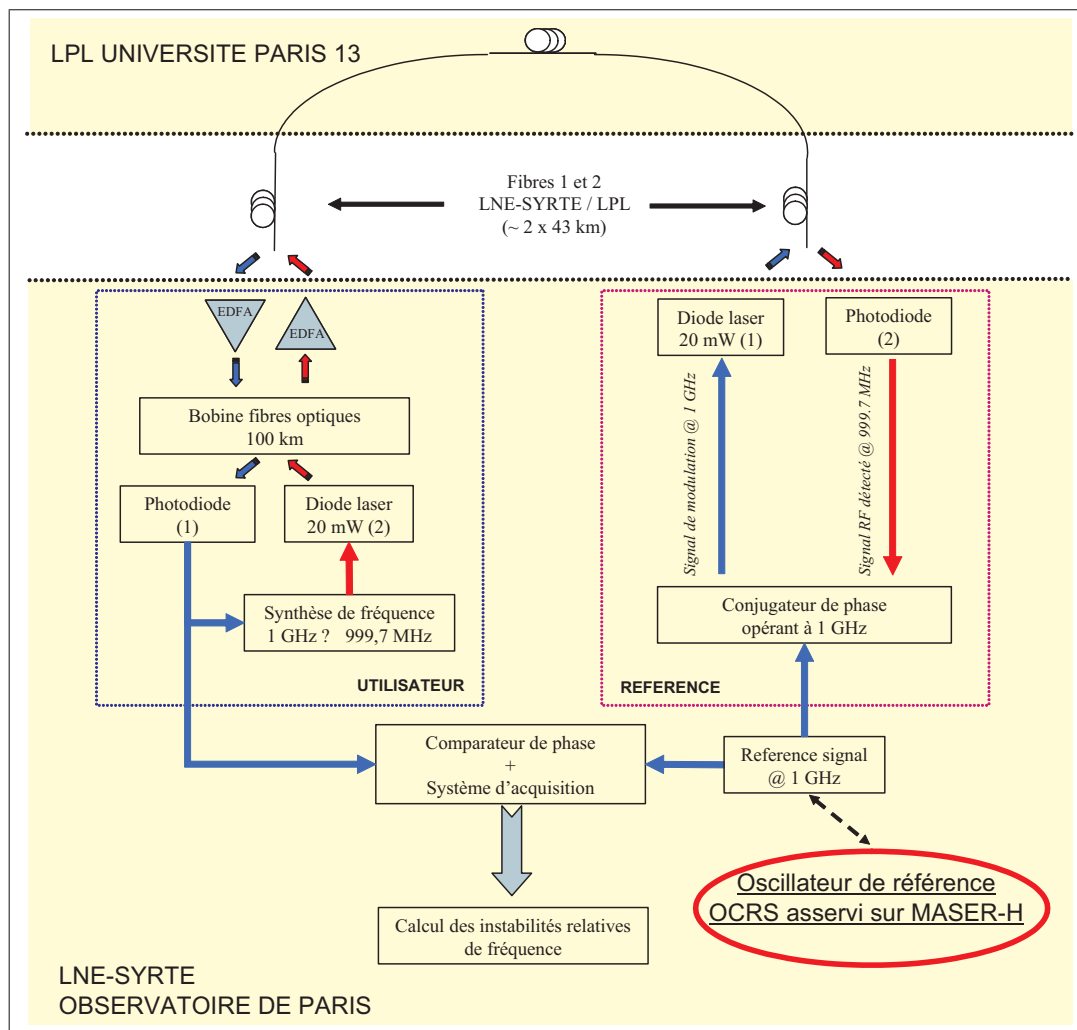 LPL UNIVERSITE PARIS 13
Fibres 1 et 2
LNE-SYRTE / LPL
(~ 2 x 43 km)
EDFA
EDFA
Bobine fibres optiques
100 km
Photodiode
(1)
Diode laser
20 mW (2)
Synthèse de fréquence
1 GHz ? 999,7 MHz
UTILISATEUR
Diode laser
20 mW (1)
Photodiode
(2)
Signal de modulation @ 1 GHz
Signal RF détecté @ 999.7 MHz
Conjugateur de phase
opérant à 1 GHz
REFERENCE
Comparateur de phase
+
Système d'acquisition
Reference signal
@ 1 GHz
Oscillateur de référence
OCRS asservi sur MASER-H
Calcul des instabilités relatives
de fréquence
LNE-SYRTE
OBSERVATOIRE DE PARIS